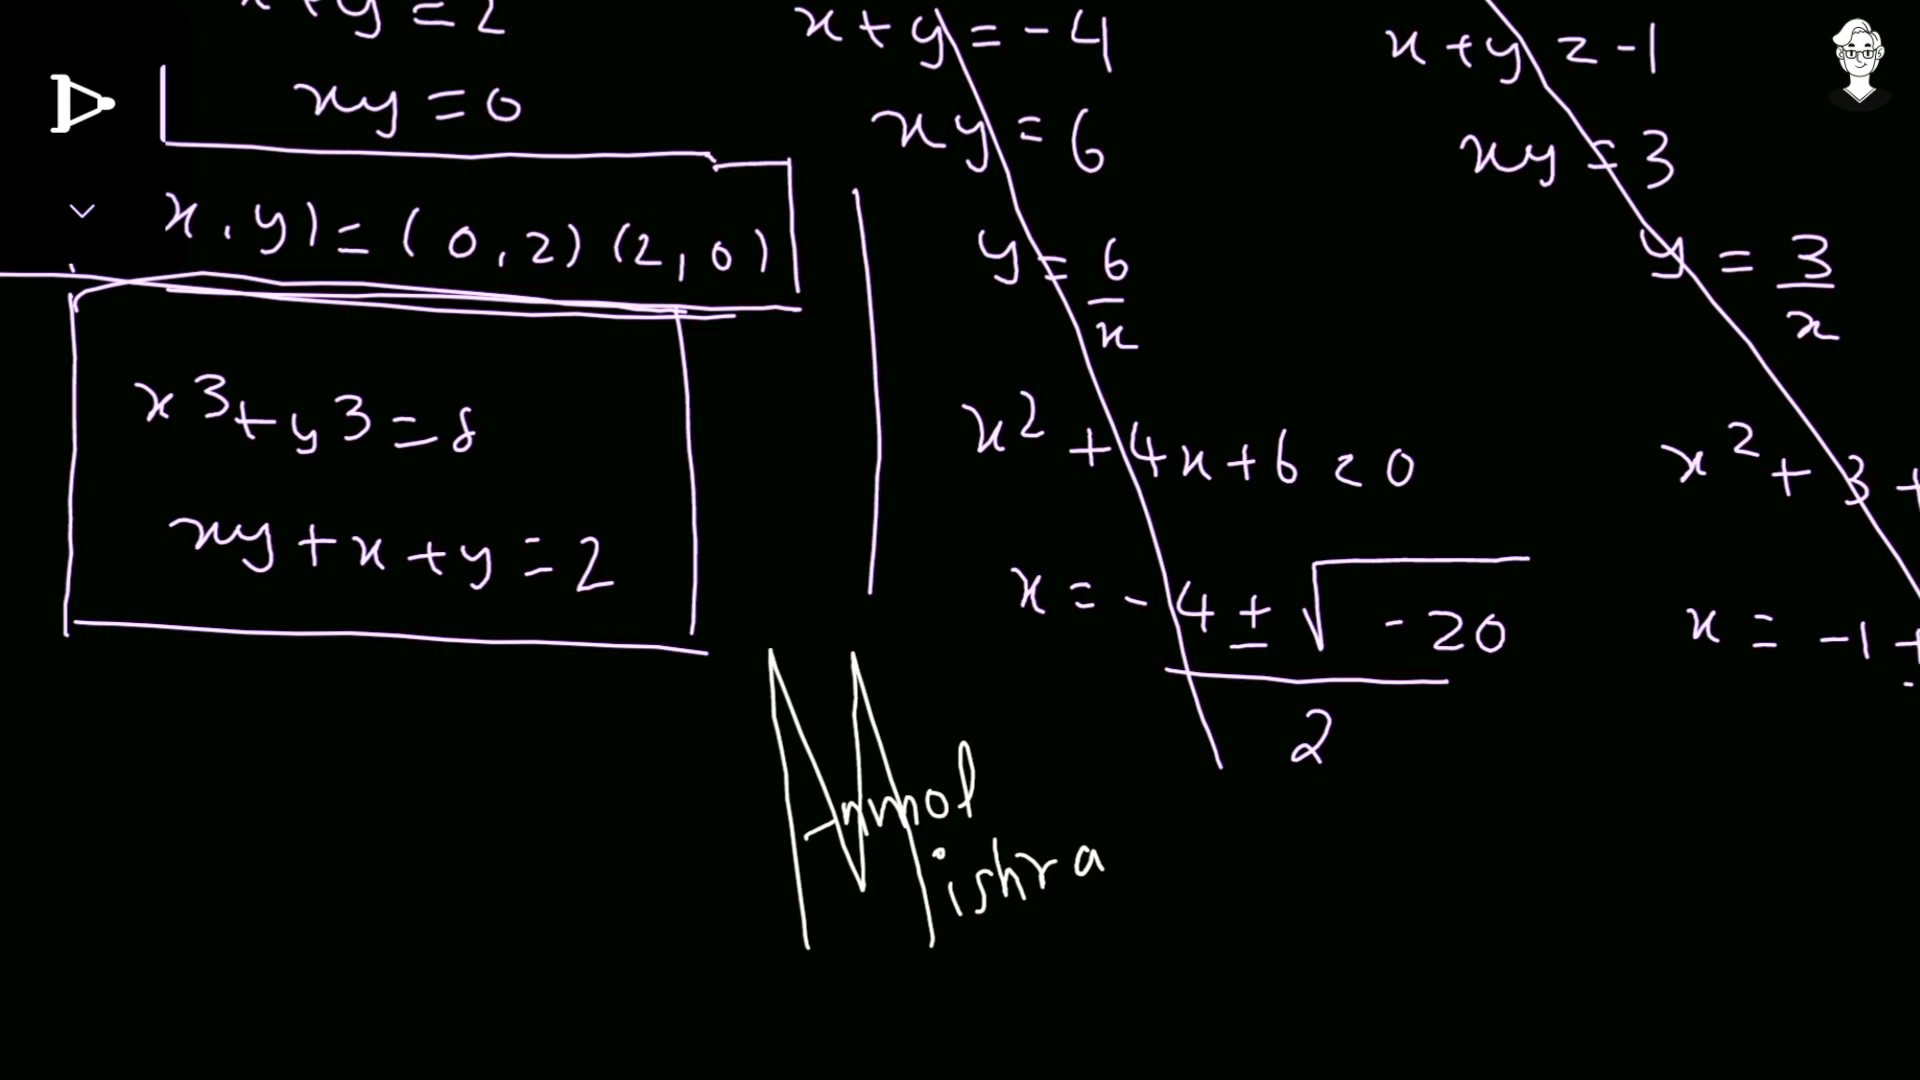 x+y=2
xy=0
x,y)=(0,2)(2,0)
x3+y3=8
xy+x+y=2
x+y=-4
xy=6
y=6/x
x²+4x+6=0
x=-4±√-20
2
x+y=-1
xy=3
y=3/x
x²+3+
x=-1+
Anmol
Mishra